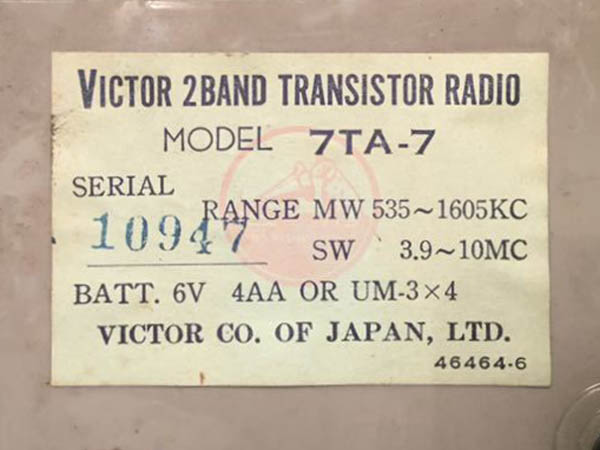 VICTOR 2BAND TRANSISTOR RADIO
MODEL 7TA-7
SERIAL
10947
RANGE MW 535~1605KC
SW 3.9~10MC
BATT. 6V 4AA OR UM-3×4
VICTOR CO. OF JAPAN, LTD.
46464-6